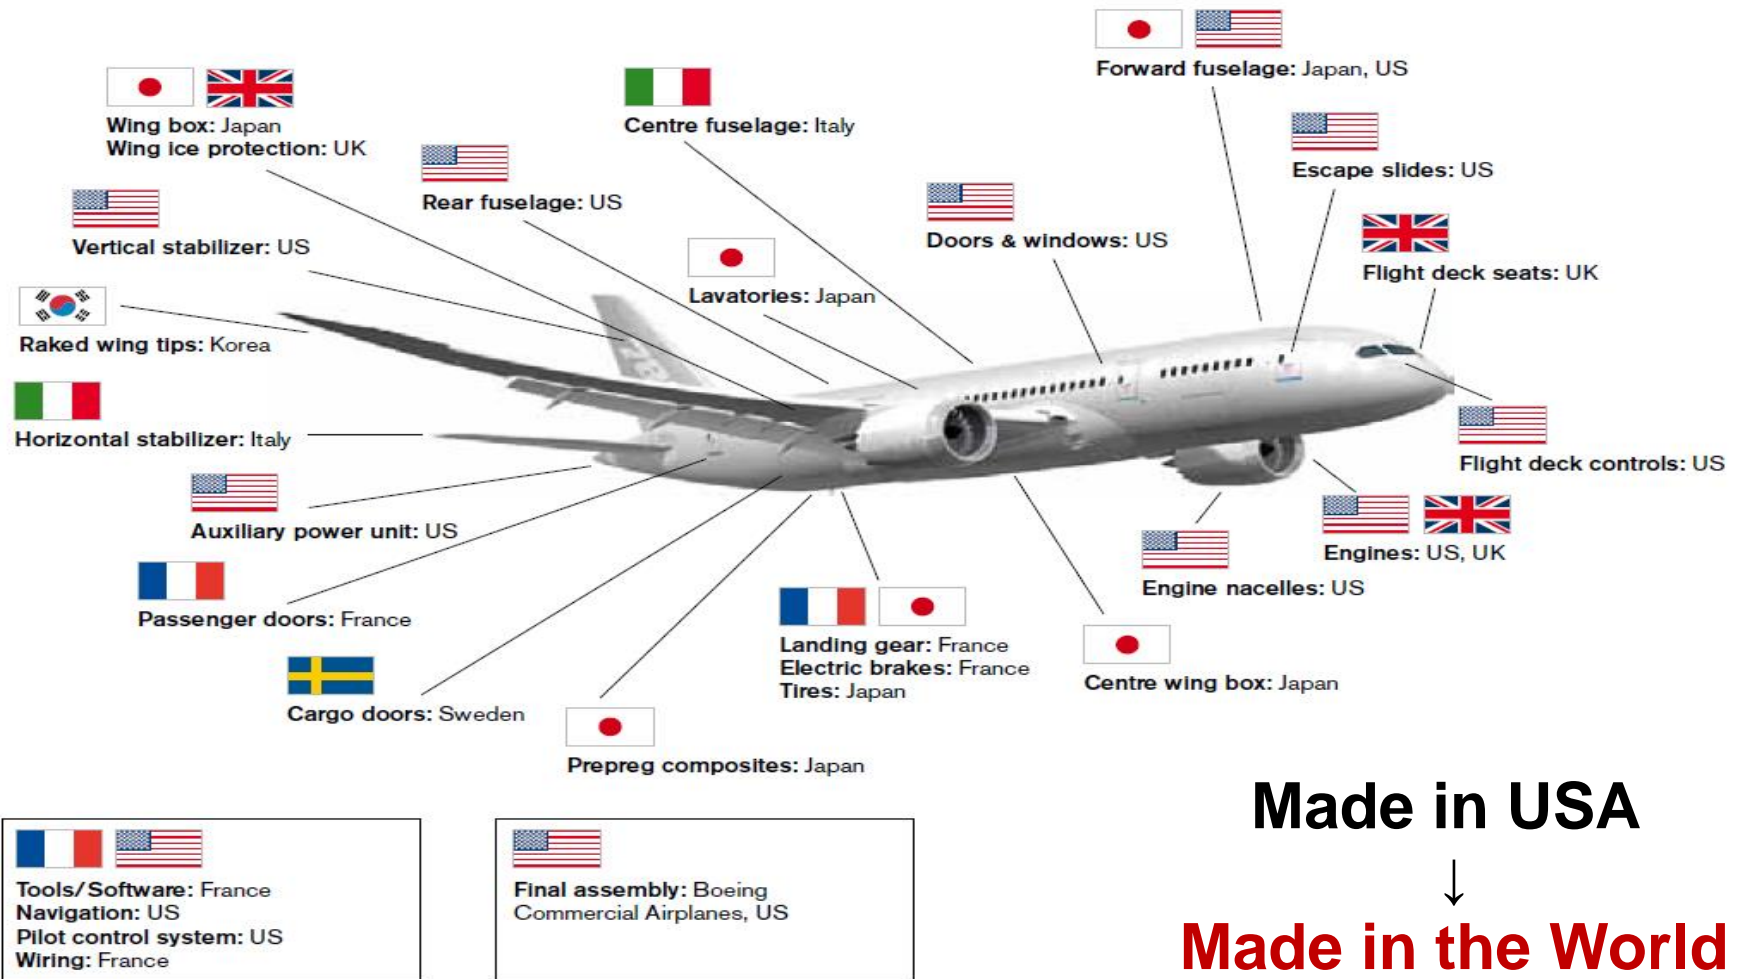 Forward fuselage: Japan, US
Wing box: Japan
Wing ice protection: UK
Centre fuselage: Italy
Escape slides: US
Rear fuselage: US
Vertical stabilizer: US
Doors & windows: US
Flight deck seats: UK
Lavatories: Japan
Raked wing tips: Korea
Horizontal stabilizer: Italy
Flight deck controls: US
Auxiliary power unit: US
Engines: US, UK
Engine nacelles: US
Passenger doors: France
Landing gear: France
Electric brakes: France
Tires: Japan
Centre wing box: Japan
Cargo doors: Sweden
Prepreg composites: Japan
Made in USA
↓
Made in the World
Tools/Software: France
Navigation: US
Pilot control system: US
Wiring: France
Final assembly: Boeing
Commercial Airplanes, US